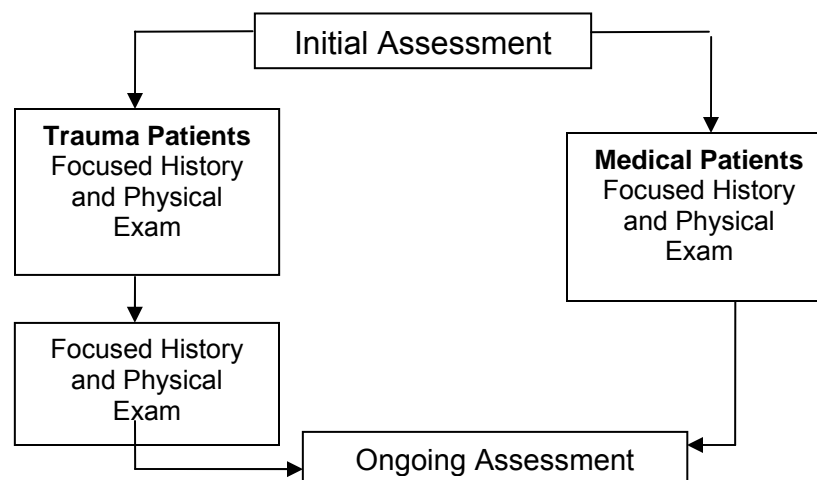 Initial Assessment
Trauma Patients
Focused History
and Physical
Exam
Medical Patients
Focused History
and Physical
Exam
Focused History
and Physical
Exam
Ongoing Assessment